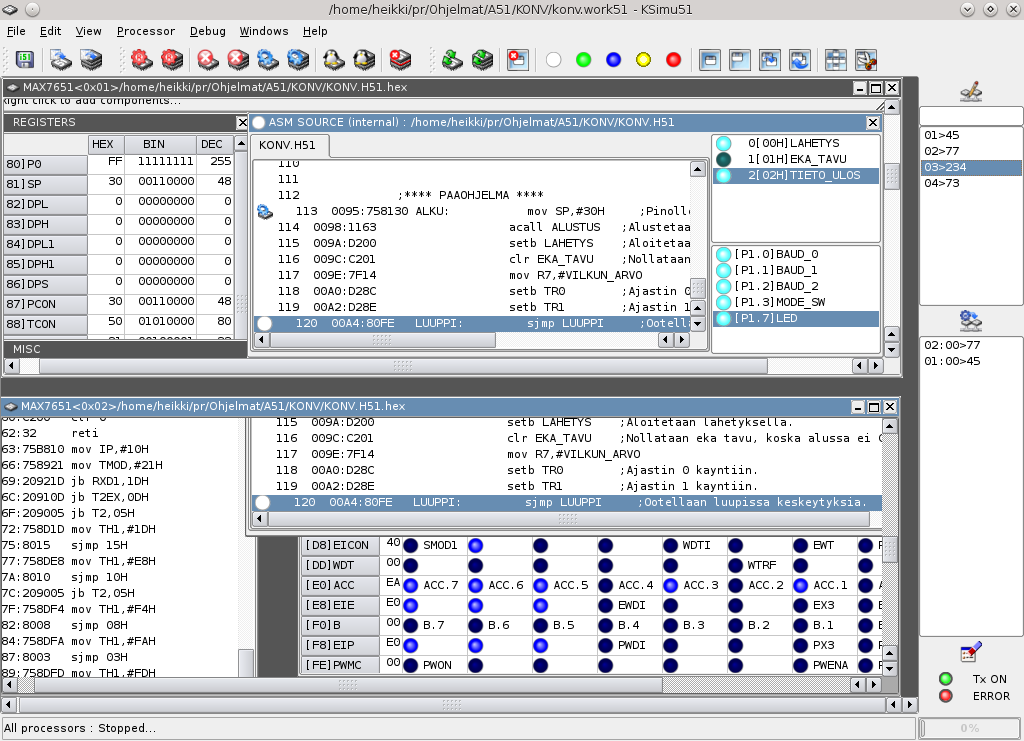 /home/heikki/pr/Ohjelmat/A51/KONV/konv.work51 - KSimu51
File Edit View Processor Debug Windows Help
MAX7651<0x01>/home/heikki/pr/Ohjelmat/A51/KONV/KONV.H51.hex
right click to add components...
REGISTERS
HEX BIN DEC
80]P0 FF 11111111 255
81]SP 30 00110000 48
82]DPL 0 00000000 0
83]DPH 0 00000000 0
84]DPL1 0 00000000 0
85]DPH1 0 00000000 0
86]DPS 0 00000000 0
87]PCON 30 00110000 48
88]TCON 50 01010000 80
MISC
ASM SOURCE (internal) : /home/heikki/pr/Ohjelmat/A51/KONV/KONV.H51
KONV.H51
110
111
112 ;**** PAAOHJELMA ****
113 0095:758130 ALKU: mov SP,#30H ;Pinoll
114 0098:1163 acall ALUSTUS ;Alustetaa
115 009A:D200 setb LAHETYS ;Aloitetaa
116 009C:C201 clr EKA_TAVU ;Nollataan
117 009E:7F14 mov R7,#VILKUN_ARVO
118 00A0:D28C setb TR0 ;Ajastin 0
119 00A2:D28E setb TR1 ;Ajastin 1
120 00A4:80FE LUUPPI: sjmp LUUPPI ;Ootella
0[00H]LAHETYS
1[01H]EKA_TAVU
2[02H]TIETO_ULOS
[P1.0]BAUD_0
[P1.1]BAUD_1
[P1.2]BAUD_2
[P1.3]MODE_SW
[P1.7]LED
01>45
02>77
03>234
04>73
02:00>77
01:00>45
Tx ON
ERROR
0%
MAX7651<0x02>/home/heikki/pr/Ohjelmat/A51/KONV/KONV.H51.hex
62:32 reti
63:75B810 mov IP,#10H
66:758921 mov TMOD,#21H
69:20921D jb RXD1,1DH
6C:20910D jb T2EX,0DH
6F:209005 jb T2,05H
72:758D1D mov TH1,#1DH
75:8015 sjmp 15H
77:758DE8 mov TH1,#E8H
7A:8010 sjmp 10H
7C:209005 jb T2,05H
7F:758DF4 mov TH1,#F4H
82:8008 sjmp 08H
84:758DFA mov TH1,#FAH
87:8003 sjmp 03H
89:758DFD mov TH1,#FDH
115 009A:D200 setb LAHETYS ;Aloitetaan lahetyksella.
116 009C:C201 clr EKA_TAVU ;Nollataan eka tavu, koska alussa ei
117 009E:7F14 mov R7,#VILKUN_ARVO
118 00A0:D28C setb TR0 ;Ajastin 0 kayntiin.
119 00A2:D28E setb TR1 ;Ajastin 1 kayntiin.
120 00A4:80FE LUUPPI: sjmp LUUPPI ;Ootellaan luupissa keskeytyksia.
[D8]EICON 40 SMOD1 WDTI EWT
[DD]WDT 00 WTRF
[E0]ACC EA ACC.7 ACC.6 ACC.5 ACC.4 ACC.3 ACC.2 ACC.1
[E8]EIE E0 EWDI EX3
[F0]B 00 B.7 B.6 B.5 B.4 B.3 B.2 B.1
[F8]EIP E0 PWDI PX3
[FE]PWMC 00 PWON PWENA
All processors : Stopped...